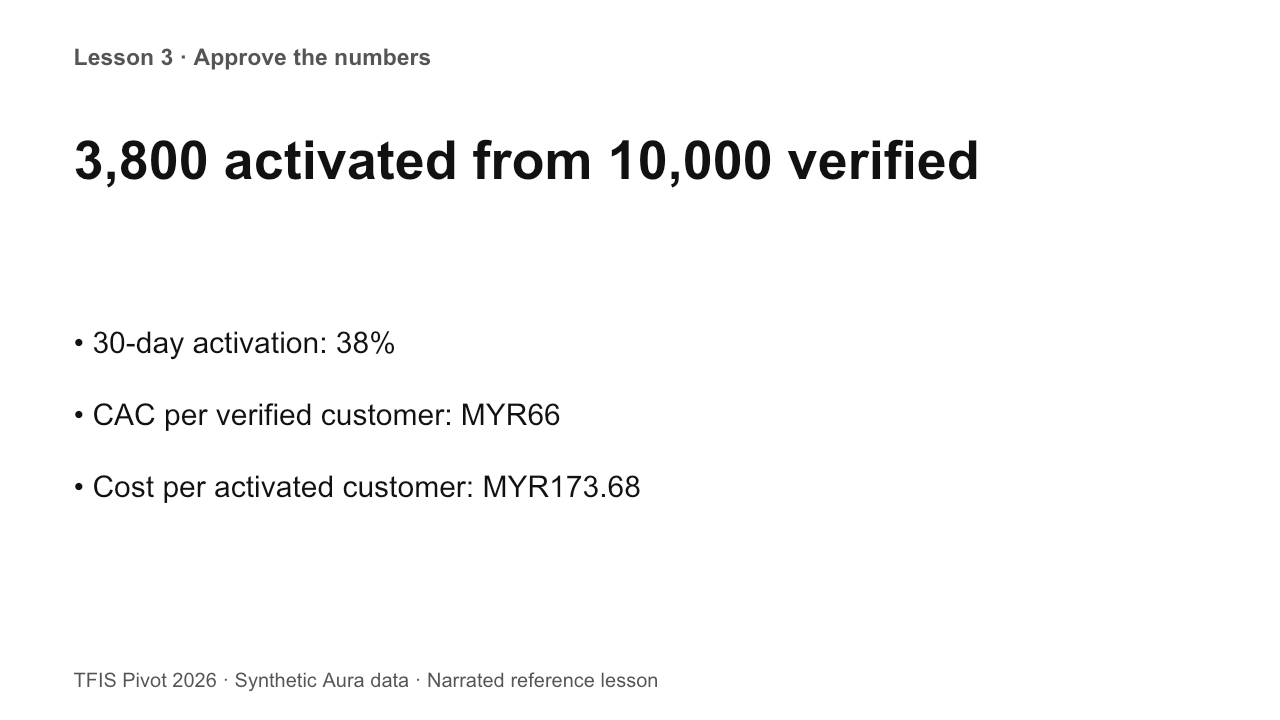 Lesson 3 · Approve the numbers
3,800 activated from 10,000 verified
• 30-day activation: 38%
• CAC per verified customer: MYR66
• Cost per activated customer: MYR173.68
TFIS Pivot 2026 · Synthetic Aura data · Narrated reference lesson